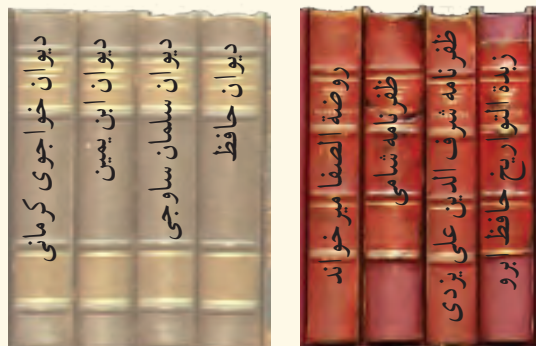 زبدة التواریخ حافظ برو
ظفرنامه شرف الدین علی یزدی
ظفرنامه شامی
روضة الصفا میرخواند
دیوان حافظ
دیوان سلمان ساوجی
دیوان ابن یمین
دیوان خواجوی کرمانی